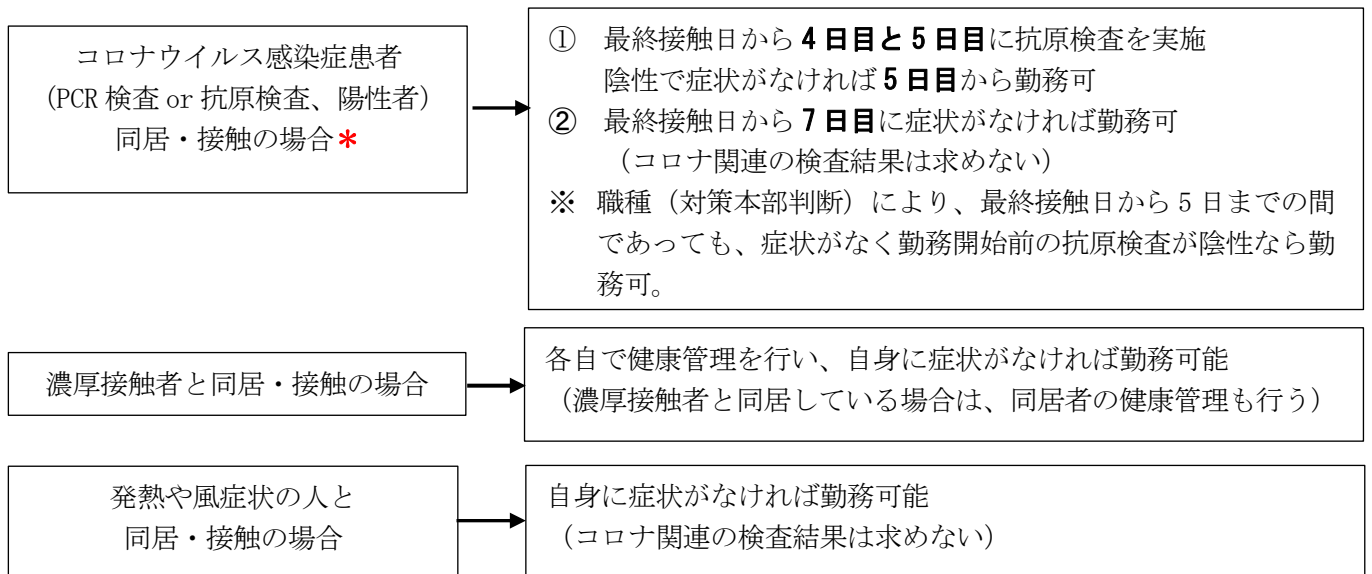 コロナウイルス感染症患者
(PCR 検査 or 抗原検査、陽性者)
同居・接触の場合＊
① 最終接触日から 4 日目と 5 日目に抗原検査を実施
陰性で症状がなければ 5 日目から勤務可
② 最終接触日から 7 日目に症状がなければ勤務可
（コロナ関連の検査結果は求めない）
※ 職種（対策本部判断）により、最終接触日から 5 日までの間
であっても、症状がなく勤務開始前の抗原検査が陰性なら勤
務可。
濃厚接触者と同居・接触の場合
各自で健康管理を行い、自身に症状がなければ勤務可能
（濃厚接触者と同居している場合は、同居者の健康管理も行う）
発熱や風症状の人と
同居・接触の場合
自身に症状がなければ勤務可能
（コロナ関連の検査結果は求めない）